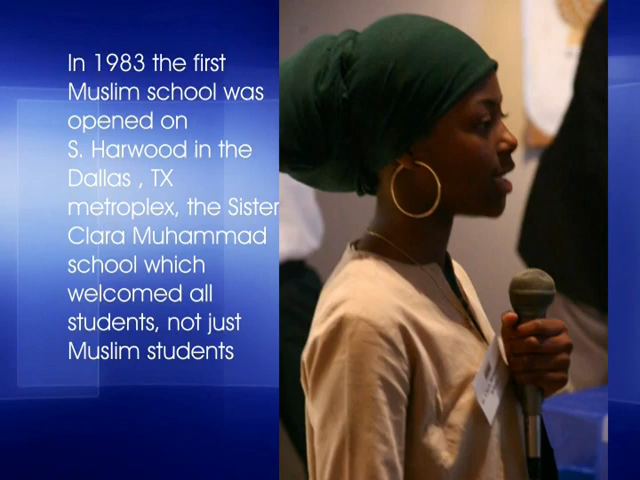 In 1983 the first
Muslim school was
opened on
S. Harwood in the
Dallas , TX
metroplex, the Sister
Clara Muhammad
school which
welcomed all
students, not just
Muslim students